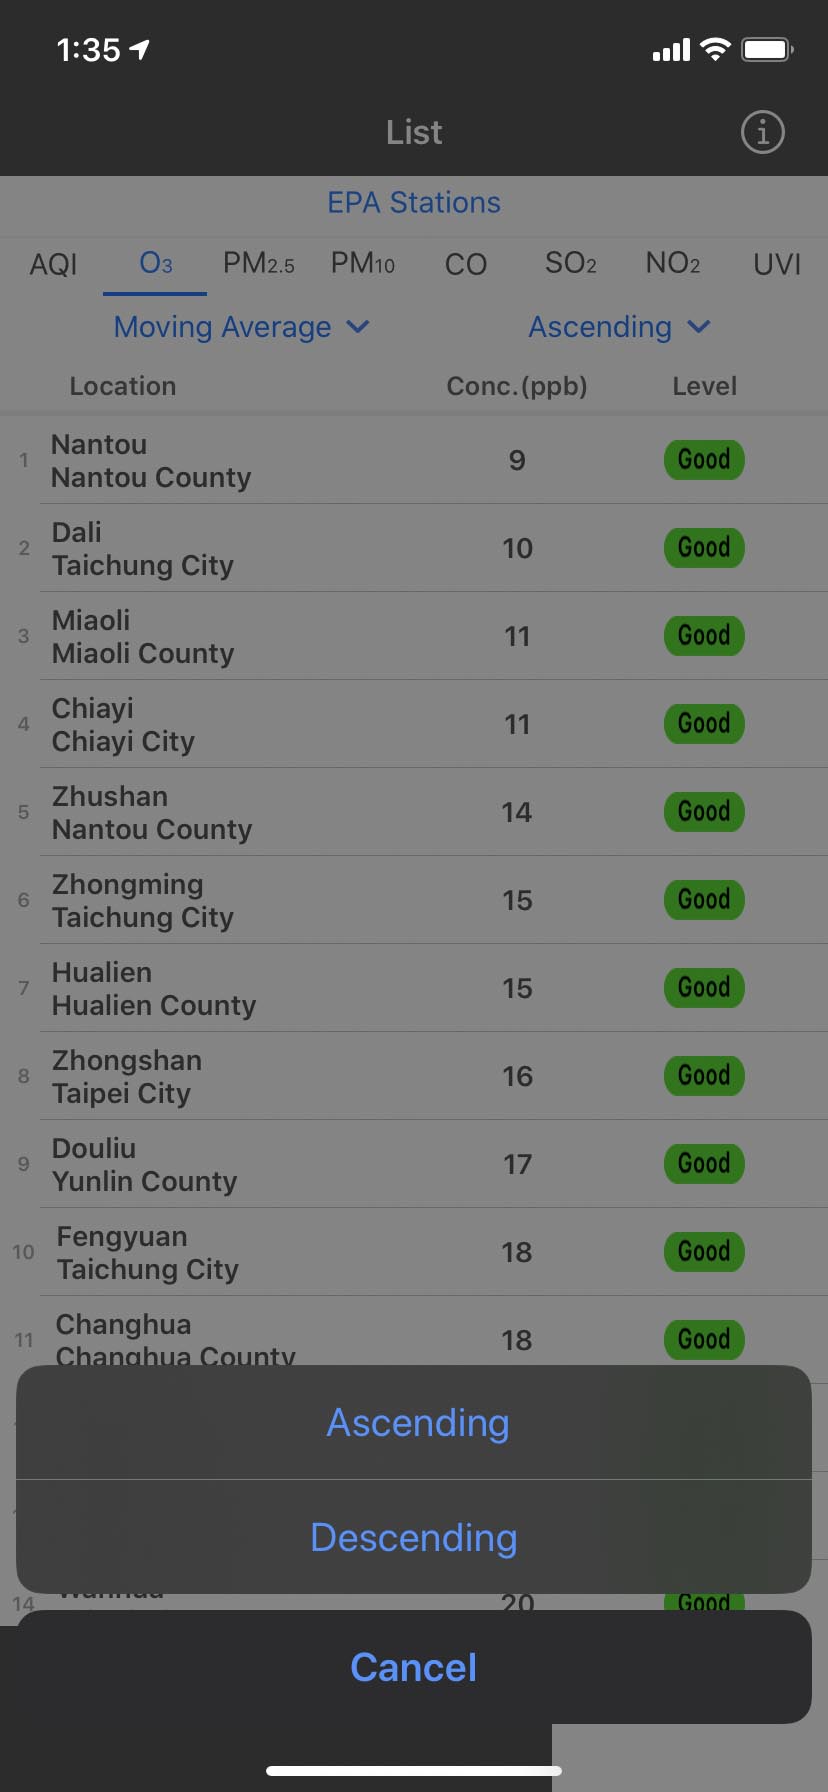 1:35
List
EPA Stations
AQI O3 PM2.5 PM10 CO SO2 NO2 UVI
Moving Average Ascending
Location Conc.(ppb) Level
1 Nantou
Nantou County 9 Good
2 Dali
Taichung City 10 Good
3 Miaoli
Miaoli County 11 Good
4 Chiayi
Chiayi City 11 Good
5 Zhushan
Nantou County 14 Good
6 Zhongming
Taichung City 15 Good
7 Hualien
Hualien County 15 Good
8 Zhongshan
Taipei City 16 Good
9 Douliu
Yunlin County 17 Good
10 Fengyuan
Taichung City 18 Good
11 Changhua
Changhua County 18 Good
Ascending
Descending
14 20 Good
Cancel